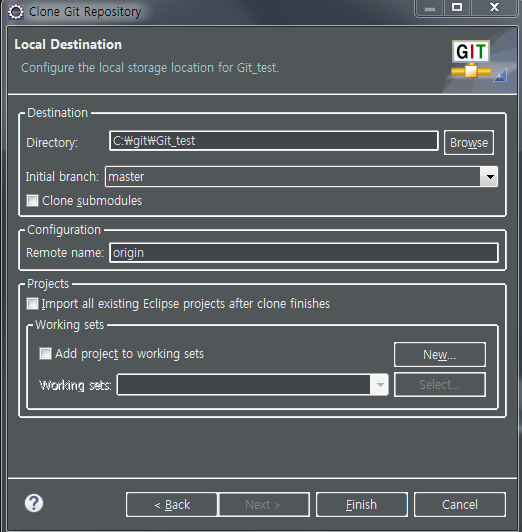 Clone Git Repository
Local Destination
Configure the local storage location for Git_test.
GIT
Destination
Directory: C:₩git₩Git_test Browse
Initial branch: master
Clone submodules
Configuration
Remote name: origin
Projects
Import all existing Eclipse projects after clone finishes
Working sets
Add project to working sets New...
Working sets: Select...
? < Back Next > Finish Cancel